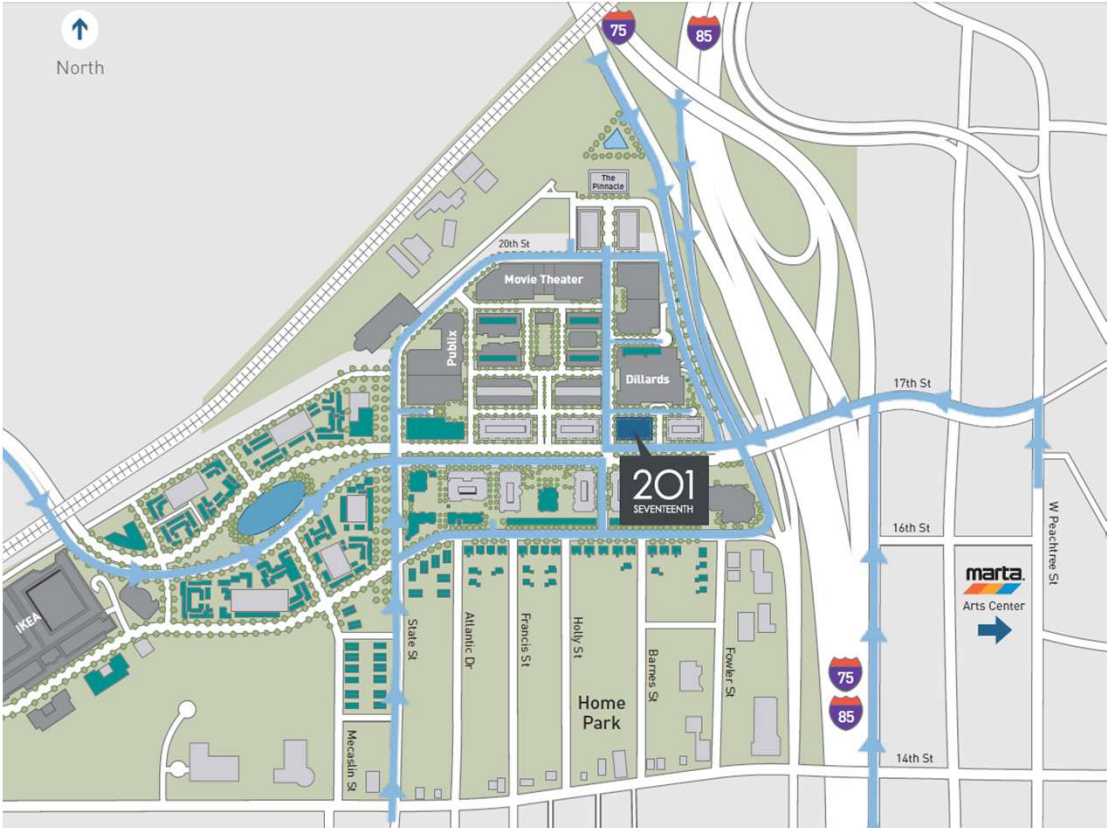 North
75
85
The
Pinnacle
20th St
Movie Theater
Publix
Dillards
17th St
201
SEVENTEENTH
16th St
W Peachtree St
marta
Arts Center
IKEA
State St
Atlantic Dr
Francis St
Holly St
Barnes St
Fowler St
Home
Park
75
85
Mecaslin St
14th St